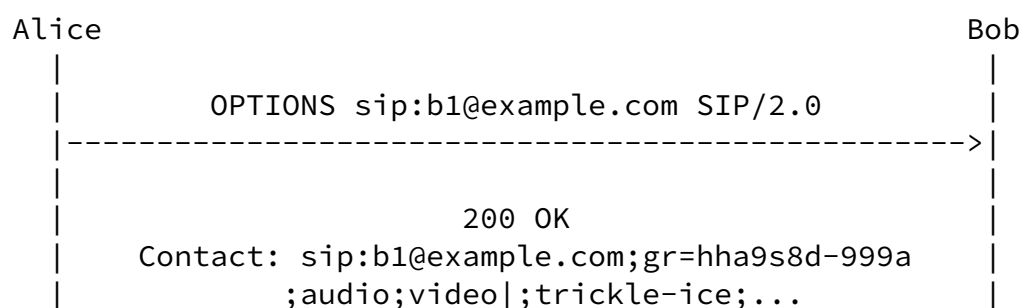 Alice                                              Bob
  |                                                 |
  |        OPTIONS sip:b1@example.com SIP/2.0       |
  |------------------------------------------------>|
  |                                                 |
  |                      200 OK                     |
  |    Contact: sip:b1@example.com;gr=hha9s8d-999a  |
  |            ;audio;video|;trickle-ice;...        |